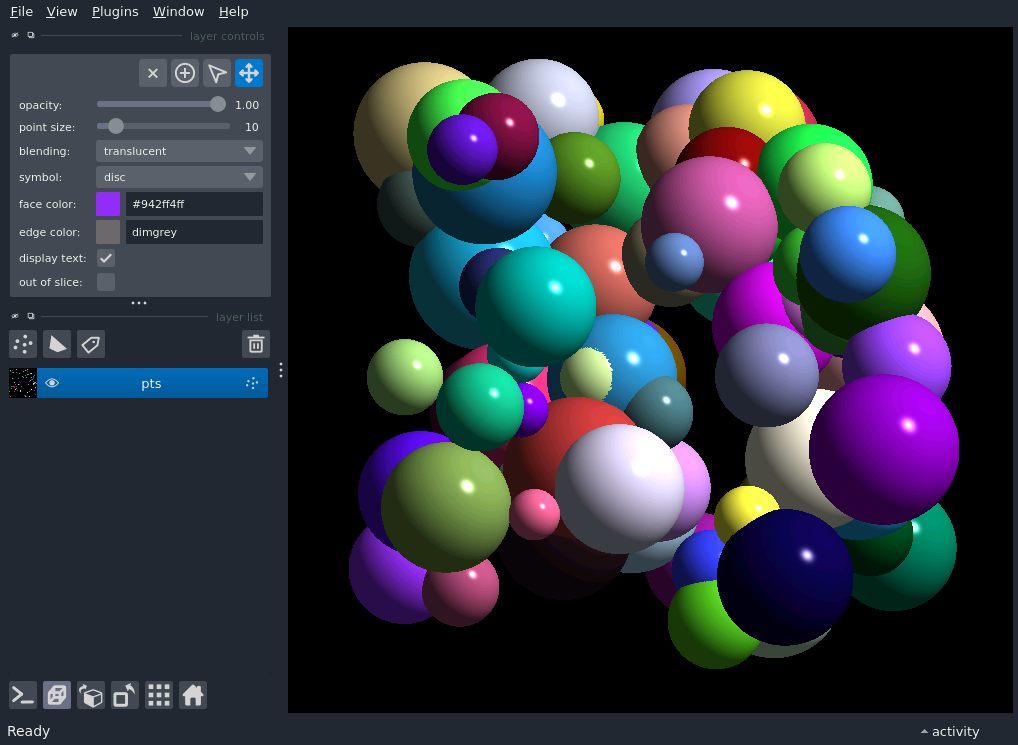 File View Plugins Window Help
layer controls
opacity: 1.00
point size: 10
blending: translucent
symbol: disc
face color: #942ff4ff
edge color: dimgrey
display text:
out of slice:
layer list
pts
Ready
activity